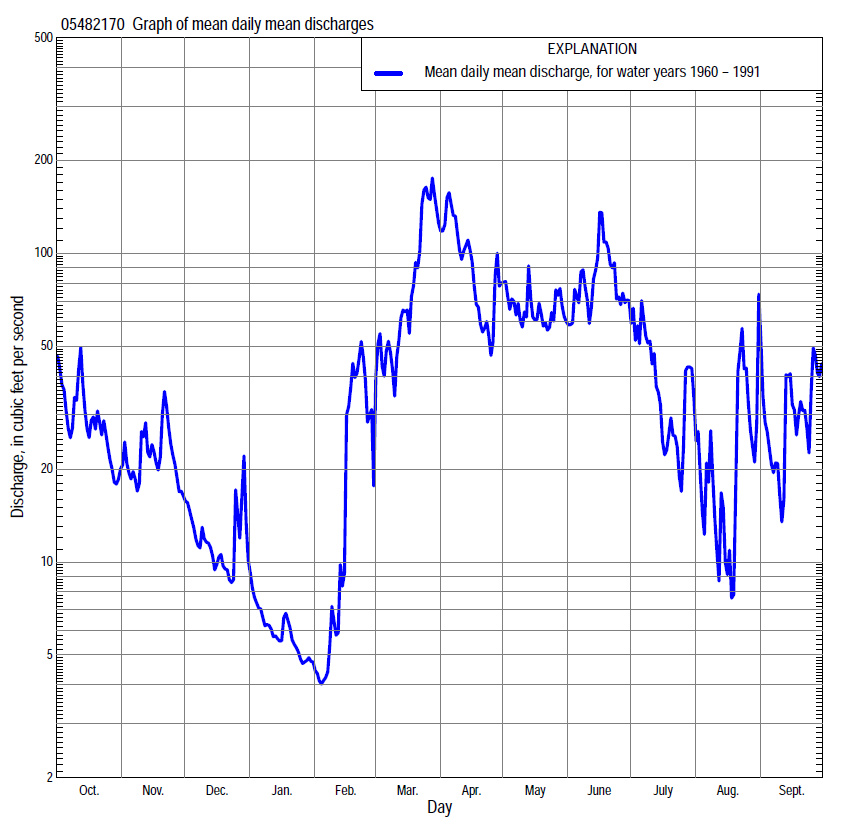 05482170 Graph of mean daily mean discharges
EXPLANATION
Mean daily mean discharge, for water years 1960 – 1991
Discharge, in cubic feet per second
500
200
100
50
20
10
5
2
Oct. Nov. Dec. Jan. Feb. Mar. Apr. May June July Aug. Sept.
Day